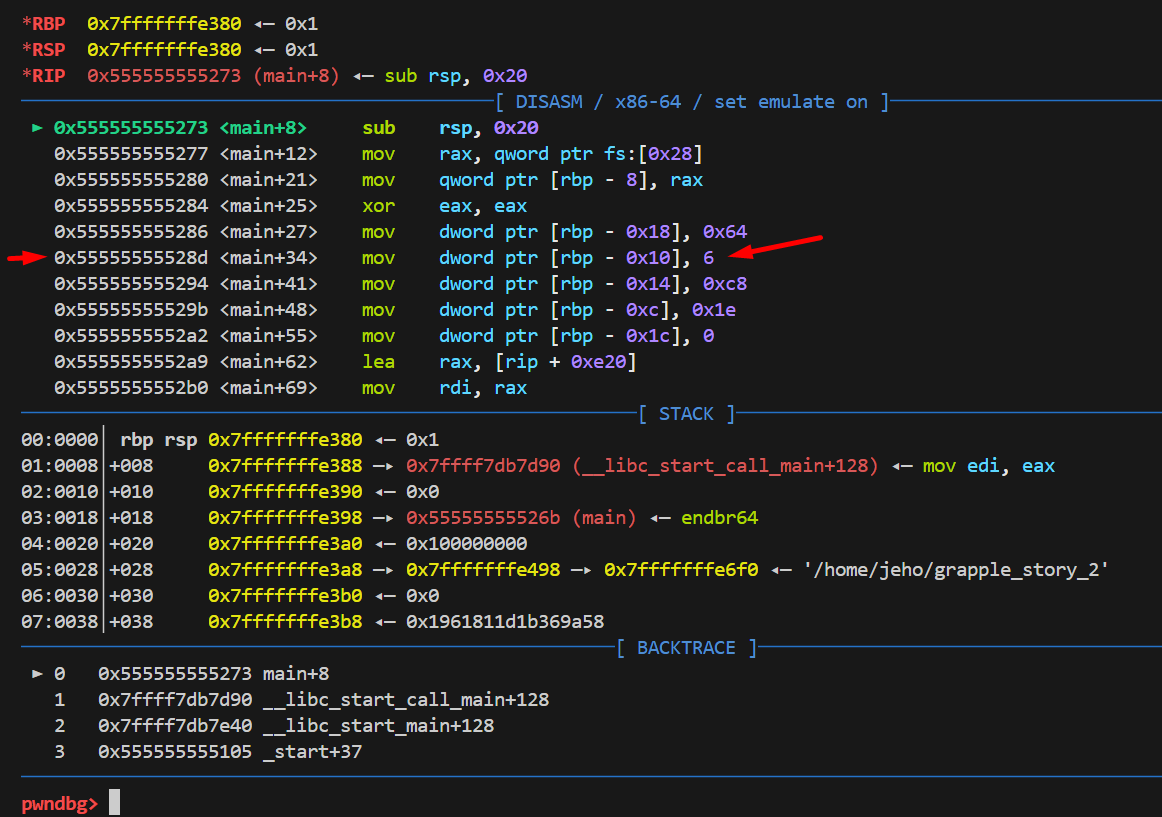 *RBP  0x7fffffffe380 ◂— 0x1
*RSP  0x7fffffffe380 ◂— 0x1
*RIP  0x555555555273 (main+8) ◂— sub rsp, 0x20
[ DISASM / x86-64 / set emulate on ]
► 0x555555555273 <main+8>     sub    rsp, 0x20
0x555555555277 <main+12>    mov    rax, qword ptr fs:[0x28]
0x555555555280 <main+21>    mov    qword ptr [rbp - 8], rax
0x555555555284 <main+25>    xor    eax, eax
0x555555555286 <main+27>    mov    dword ptr [rbp - 0x18], 0x64
0x55555555528d <main+34>    mov    dword ptr [rbp - 0x10], 6
0x555555555294 <main+41>    mov    dword ptr [rbp - 0x14], 0xc8
0x55555555529b <main+48>    mov    dword ptr [rbp - 0xc], 0x1e
0x5555555552a2 <main+55>    mov    dword ptr [rbp - 0x1c], 0
0x5555555552a9 <main+62>    lea    rax, [rip + 0xe20]
0x5555555552b0 <main+69>    mov    rdi, rax
[ STACK ]
00:0000│ rbp rsp 0x7fffffffe380 ◂— 0x1
01:0008│+008     0x7fffffffe388 —▸ 0x7ffff7db7d90 (__libc_start_call_main+128) ◂— mov edi, eax
02:0010│+010     0x7fffffffe390 ◂— 0x0
03:0018│+018     0x7fffffffe398 —▸ 0x55555555526b (main) ◂— endbr64
04:0020│+020     0x7fffffffe3a0 ◂— 0x100000000
05:0028│+028     0x7fffffffe3a8 —▸ 0x7fffffffe498 —▸ 0x7fffffffe6f0 ◂— '/home/jeho/grapple_story_2'
06:0030│+030     0x7fffffffe3b0 ◂— 0x0
07:0038│+038     0x7fffffffe3b8 ◂— 0x1961811d1b369a58
[ BACKTRACE ]
► 0   0x555555555273 main+8
1   0x7ffff7db7d90 __libc_start_call_main+128
2   0x7ffff7db7e40 __libc_start_main+128
3   0x555555555105 _start+37
pwndbg>